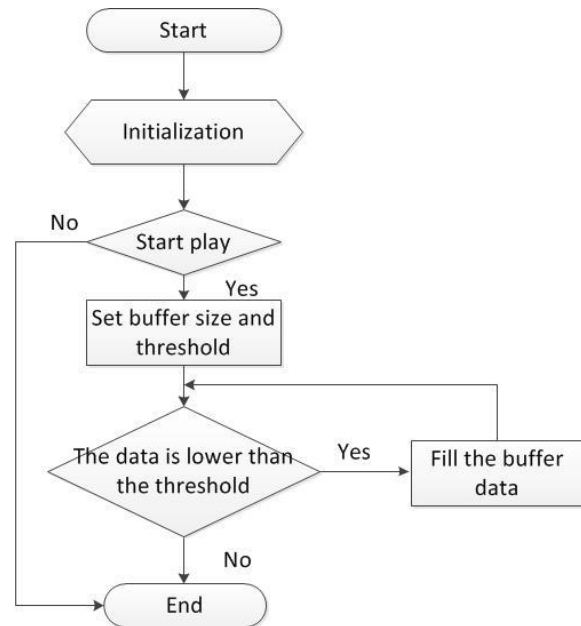 Start
Initialization
No
Start play
Yes
Set buffer size and
threshold
The data is lower than
the threshold
Yes
Fill the buffer
data
No
End